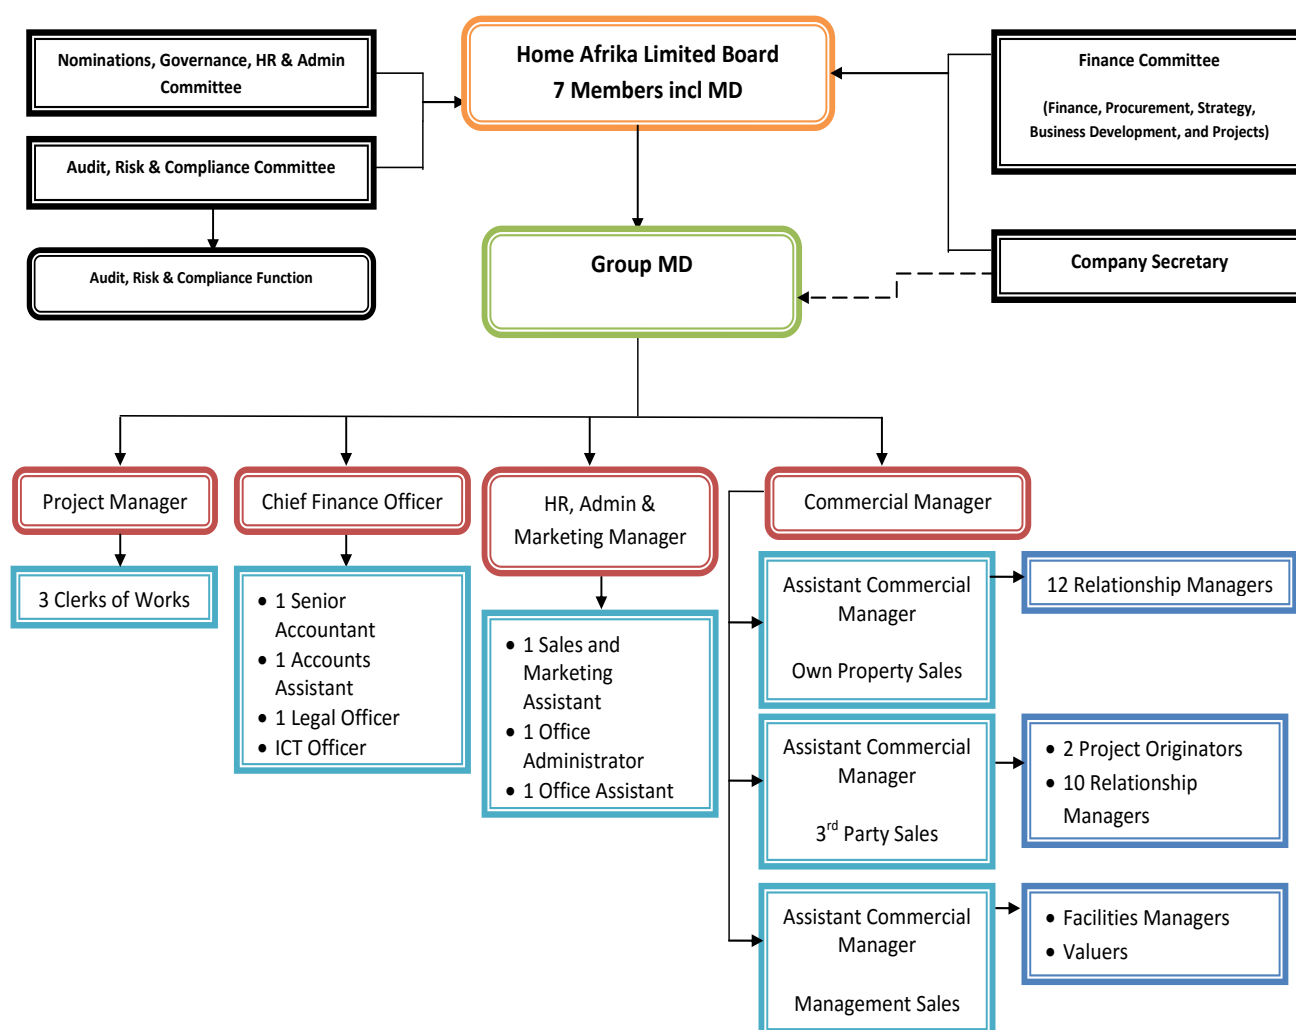 Nominations, Governance, HR & Admin
Committee
Audit, Risk & Compliance Committee
Audit, Risk & Compliance Function
Home Afrika Limited Board
7 Members incl MD
Finance Committee
(Finance, Procurement, Strategy,
Business Development, and Projects)
Company Secretary
Group MD
Project Manager
3 Clerks of Works
Chief Finance Officer
• 1 Senior
Accountant
• 1 Accounts
Assistant
• 1 Legal Officer
• ICT Officer
HR, Admin &
Marketing Manager
• 1 Sales and
Marketing
Assistant
• 1 Office
Administrator
• 1 Office Assistant
Commercial Manager
Assistant Commercial
Manager
Own Property Sales
12 Relationship Managers
Assistant Commercial
Manager
3rd Party Sales
• 2 Project Originators
• 10 Relationship
Managers
Assistant Commercial
Manager
Management Sales
• Facilities Managers
• Valuers